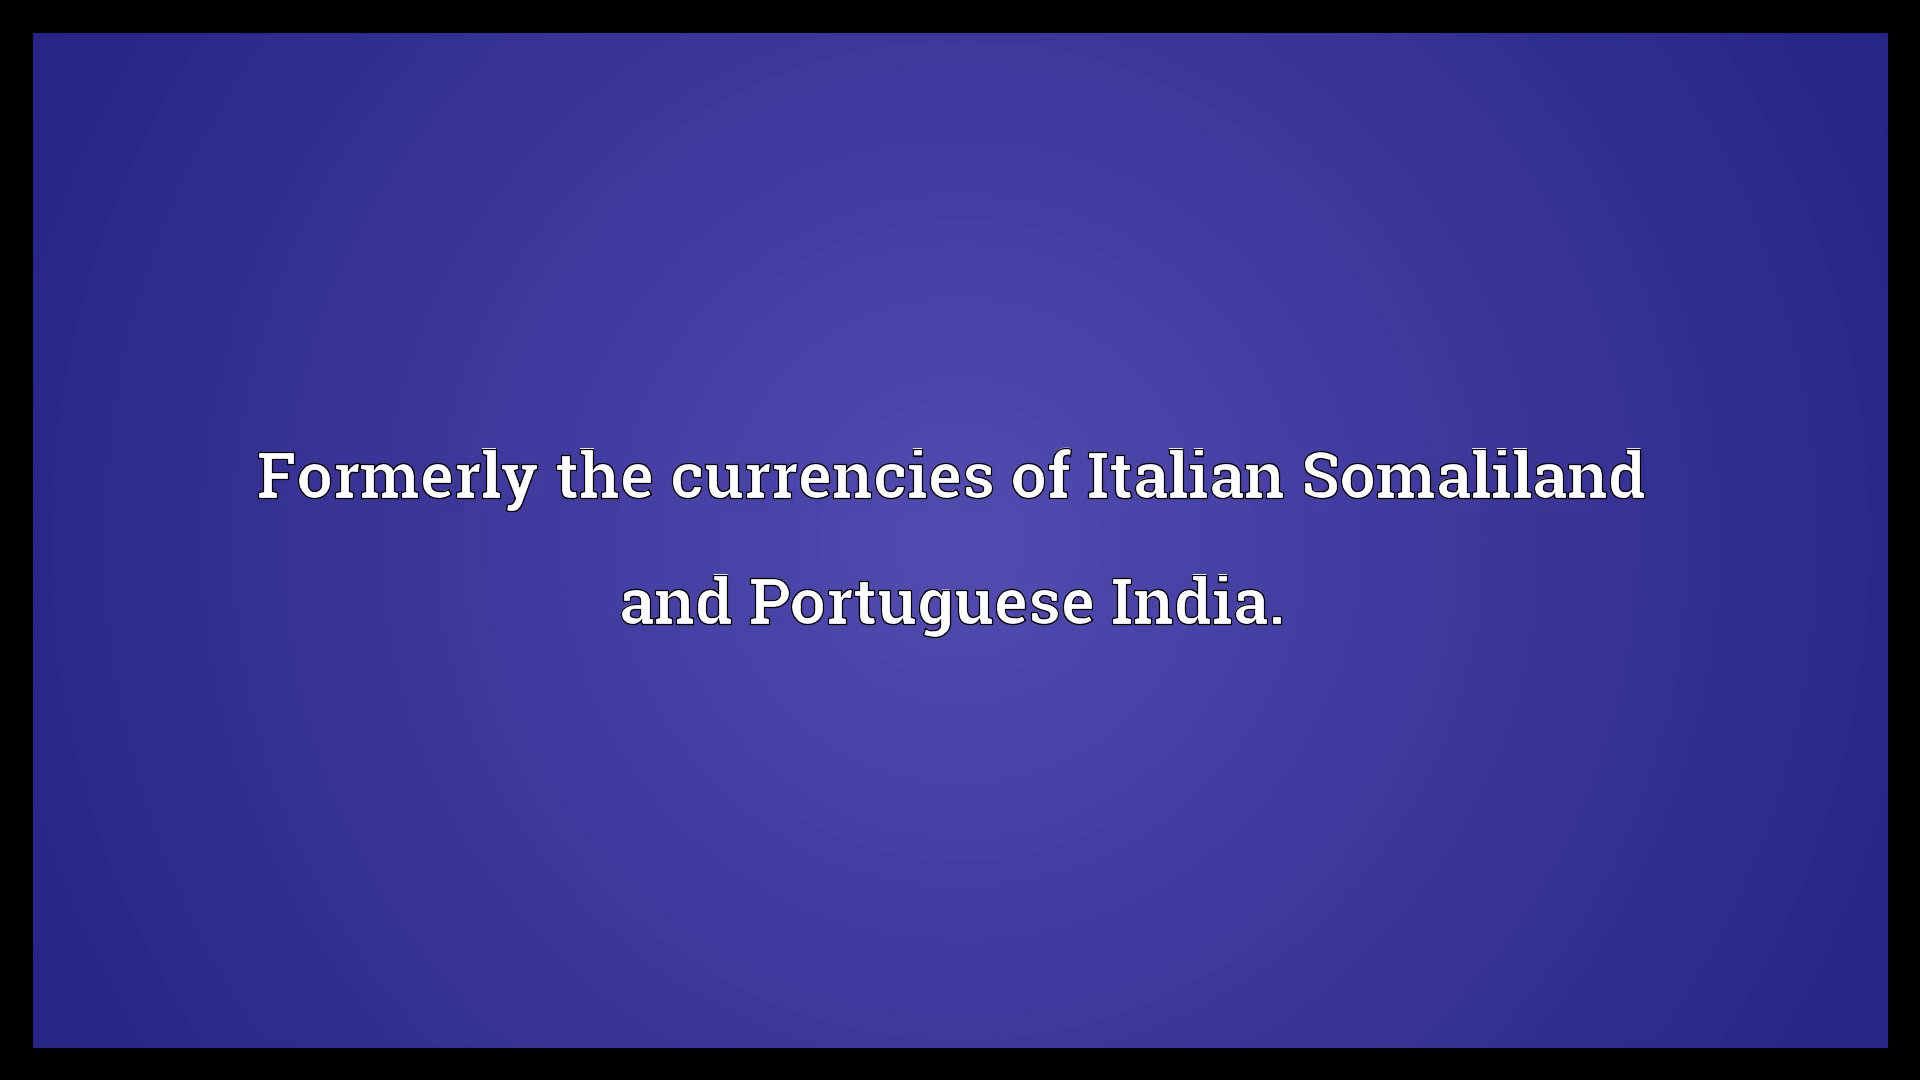 Formerly the currencies of Italian Somaliland
and Portuguese India.